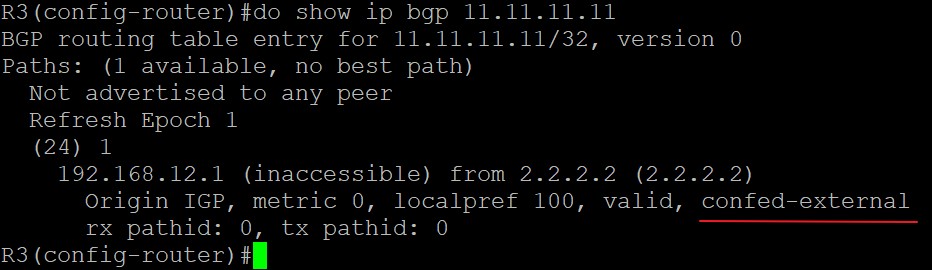 R3(config-router)#do show ip bgp 11.11.11.11
BGP routing table entry for 11.11.11.11/32, version 0
Paths: (1 available, no best path)
  Not advertised to any peer
  Refresh Epoch 1
  (24) 1
    192.168.12.1 (inaccessible) from 2.2.2.2 (2.2.2.2)
      Origin IGP, metric 0, localpref 100, valid, confed-external
      rx pathid: 0, tx pathid: 0
R3(config-router)#